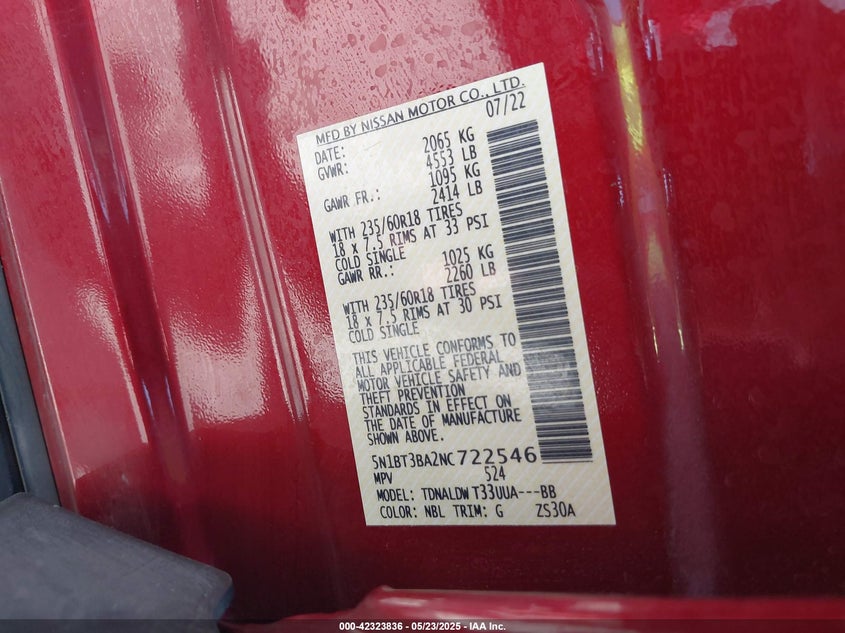 MFD BY NISSAN MOTOR CO., LTD.
DATE: 07/22
GVWR: 2065 KG
4553 LB
GAWR FR.: 1095 KG
2414 LB
WITH 235/60R18 TIRES
18 x 7.5 RIMS AT 33 PSI
COLD SINGLE
GAWR RR.: 1025 KG
2260 LB
WITH 235/60R18 TIRES
18 x 7.5 RIMS AT 30 PSI
COLD SINGLE
THIS VEHICLE CONFORMS TO
ALL APPLICABLE FEDERAL
MOTOR VEHICLE SAFETY AND
THEFT PREVENTION
STANDARDS IN EFFECT ON
THE DATE OF MANUFACTURE
SHOWN ABOVE.
5N1BT3BA2NC722546
MPV 524
MODEL: TDNALDW T33UUA---BB
COLOR: NBL TRIM: G ZS30A
000-42323836 - 05/23/2025 - IAA Inc.